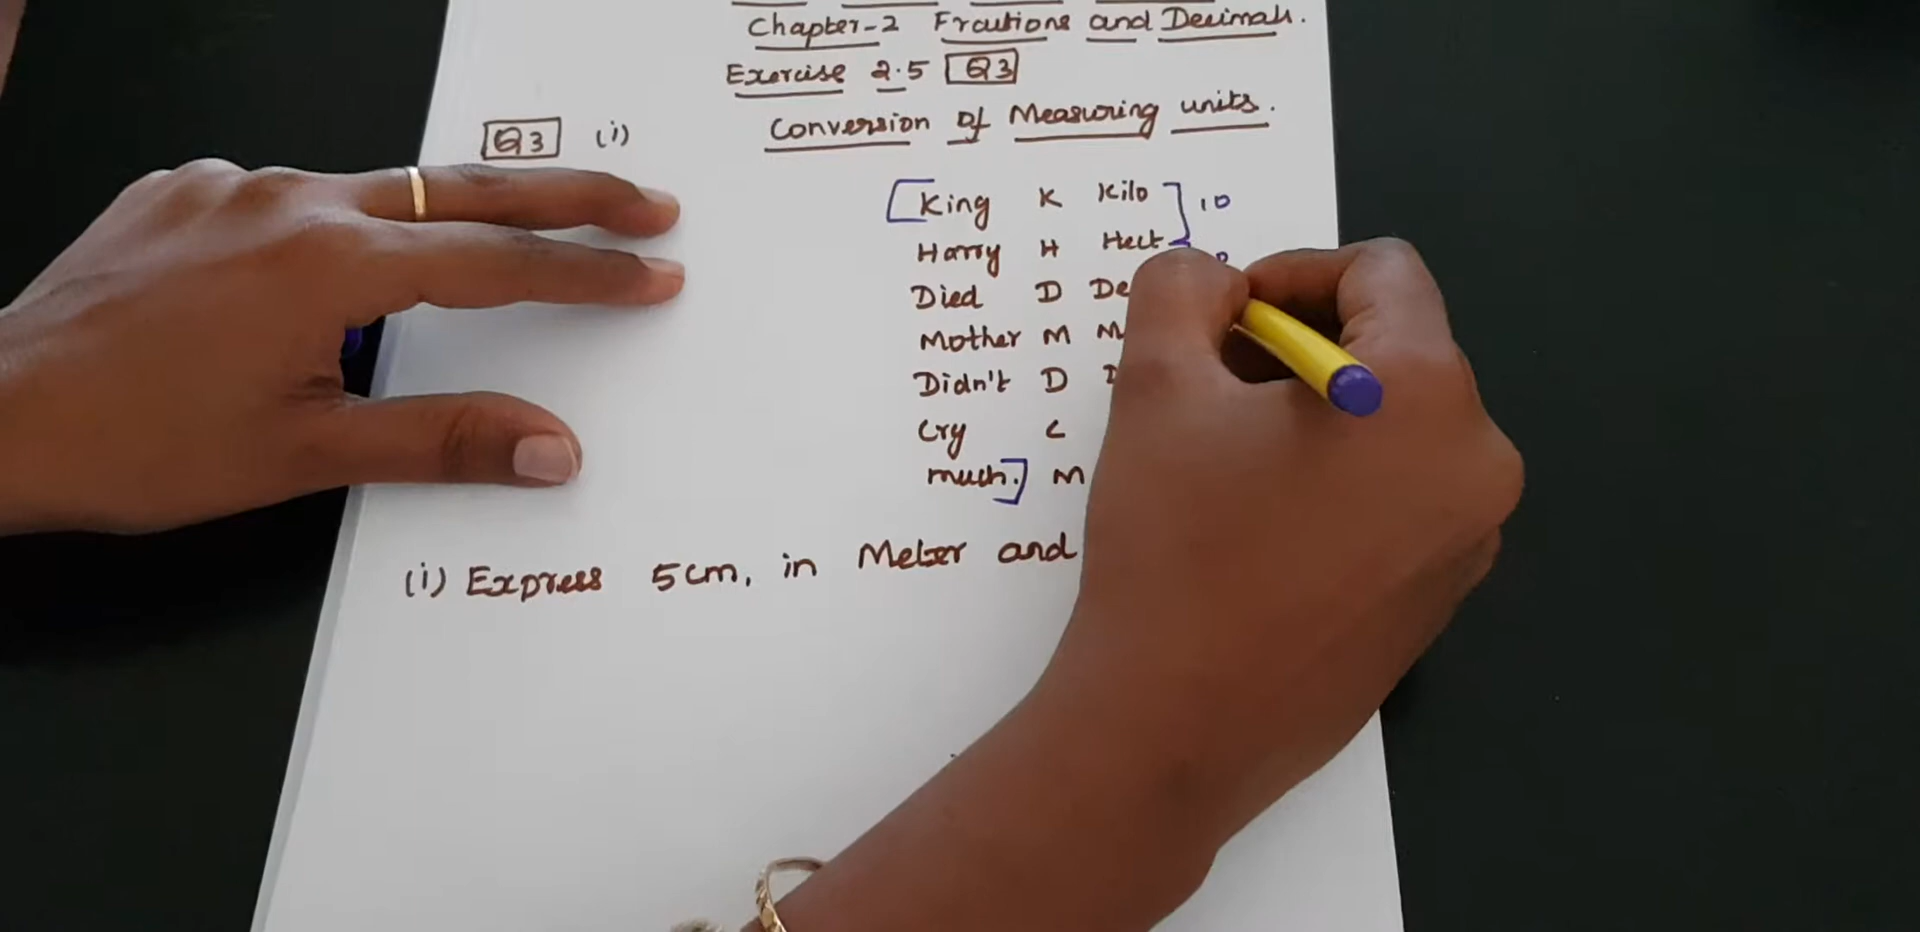 Chapter-2 Fractions and Decimals.
Exercise 2.5 Q3
Q3 (i) Conversion of Measuring units.
King K Kilo 10
Harry H Hect
Died D De
Mother M M
Didn't D D
Cry C
much. M
(i) Express 5cm, in Meter and